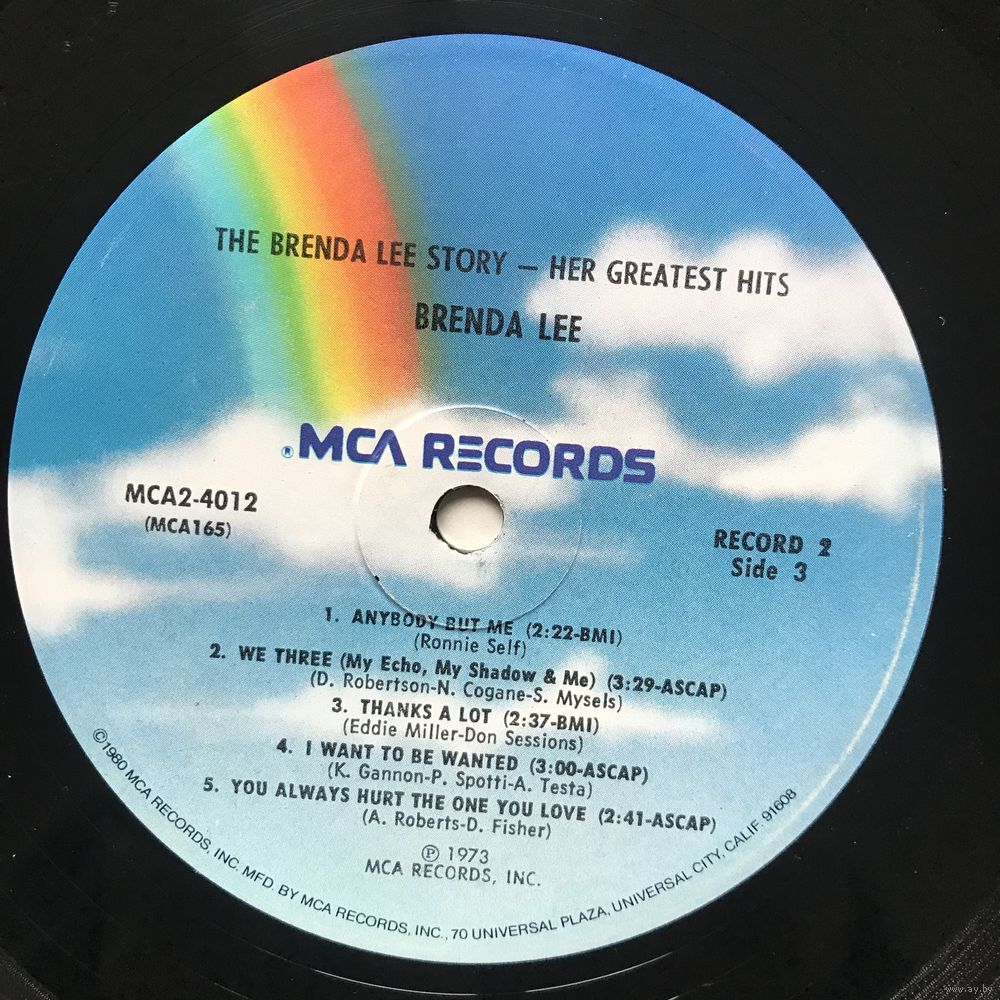 THE BRENDA LEE STORY – HER GREATEST HITS
BRENDA LEE
®MCA RECORDS
MCA2-4012
(MCA165)
RECORD 2
Side 3
1. ANYBODY BUT ME (2:22-BMI)
(Ronnie Self)
2. WE THREE (My Echo, My Shadow & Me) (3:29-ASCAP)
(D. Robertson-N. Cogane-S. Mysels)
3. THANKS A LOT (2:37-BMI)
(Eddie Miller-Don Sessions)
4. I WANT TO BE WANTED (3:00-ASCAP)
(K. Gannon-P. Spotti-A. Testa)
5. YOU ALWAYS HURT THE ONE YOU LOVE (2:41-ASCAP)
(A. Roberts-D. Fisher)
℗ 1973
MCA RECORDS, INC.
©1980 MCA RECORDS, INC. MFD. BY MCA RECORDS, INC., 70 UNIVERSAL PLAZA, UNIVERSAL CITY, CALIF. 91608
www.ay.by